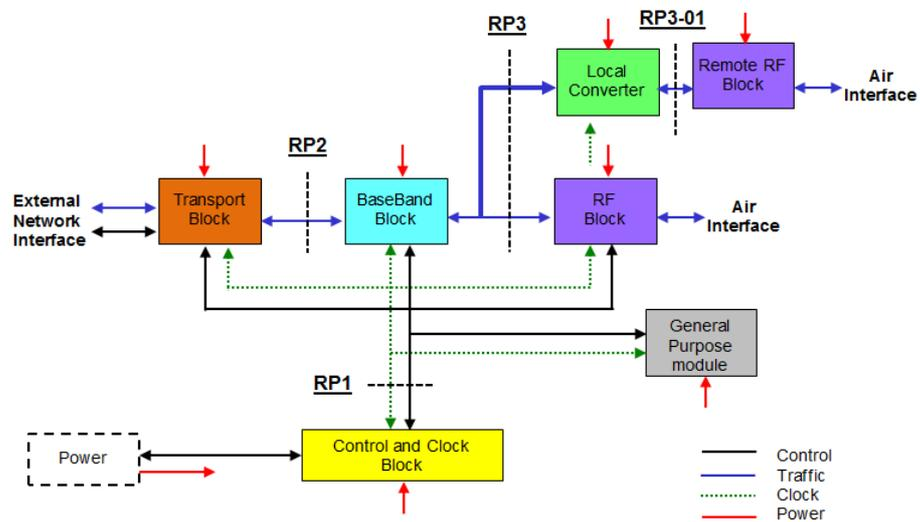 RP3-01
RP3
Local
Converter
Remote RF
Block
Air
Interface
RP2
External
Network
Interface
Transport
Block
BaseBand
Block
RF
Block
Air
Interface
General
Purpose
module
RP1
Power
Control and Clock
Block
Control
Traffic
Clock
Power